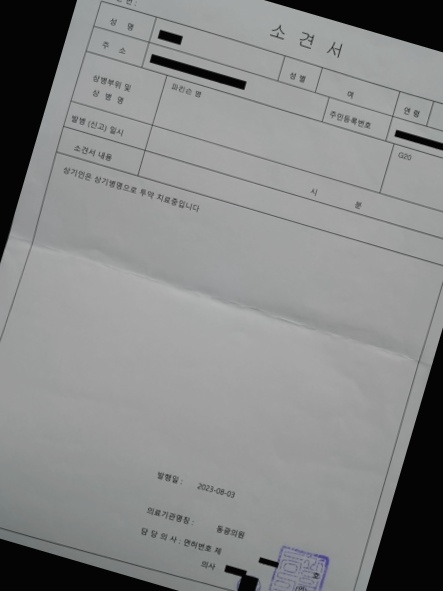 소 견 서
성 명
주 소
성 별
여
연 령
주민등록번호
상병부위 및
상 병 명
파킨슨 병
G20
발병 (신고) 일시
시 분
소견서 내용
상기인은 상기병명으로 투약 치료중입니다
발행일 : 2023-08-03
의료기관명칭 : 동광의원
담 당 의 사 : 면허번호 제 호
의사